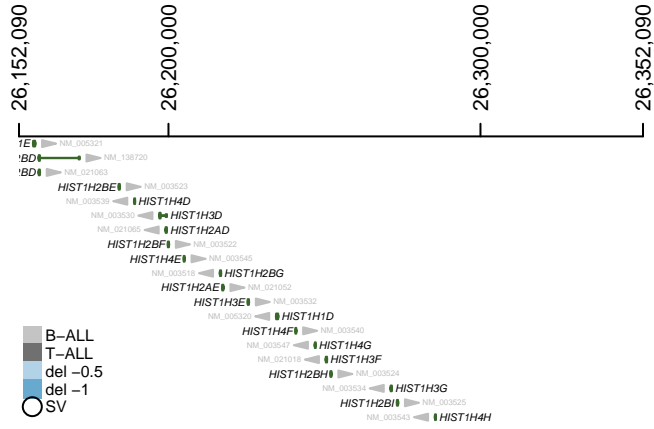 26,152,090
26,200,000
26,300,000
26,352,090
1E NM_005321
BD NM_138720
BD NM_021063
HIST1H2BE NM_003523
NM_003539 HIST1H4D
NM_003530 HIST1H3D
NM_021065 HIST1H2AD
HIST1H2BF NM_003522
HIST1H4E NM_003545
NM_003518 HIST1H2BG
HIST1H2AE NM_021052
HIST1H3E NM_003532
NM_005320 HIST1H1D
HIST1H4F NM_003540
NM_003547 HIST1H4G
NM_021018 HIST1H3F
HIST1H2BH NM_003524
NM_003534 HIST1H3G
HIST1H2BI NM_003525
NM_003543 HIST1H4H
B−ALL
T−ALL
del −0.5
del −1
SV